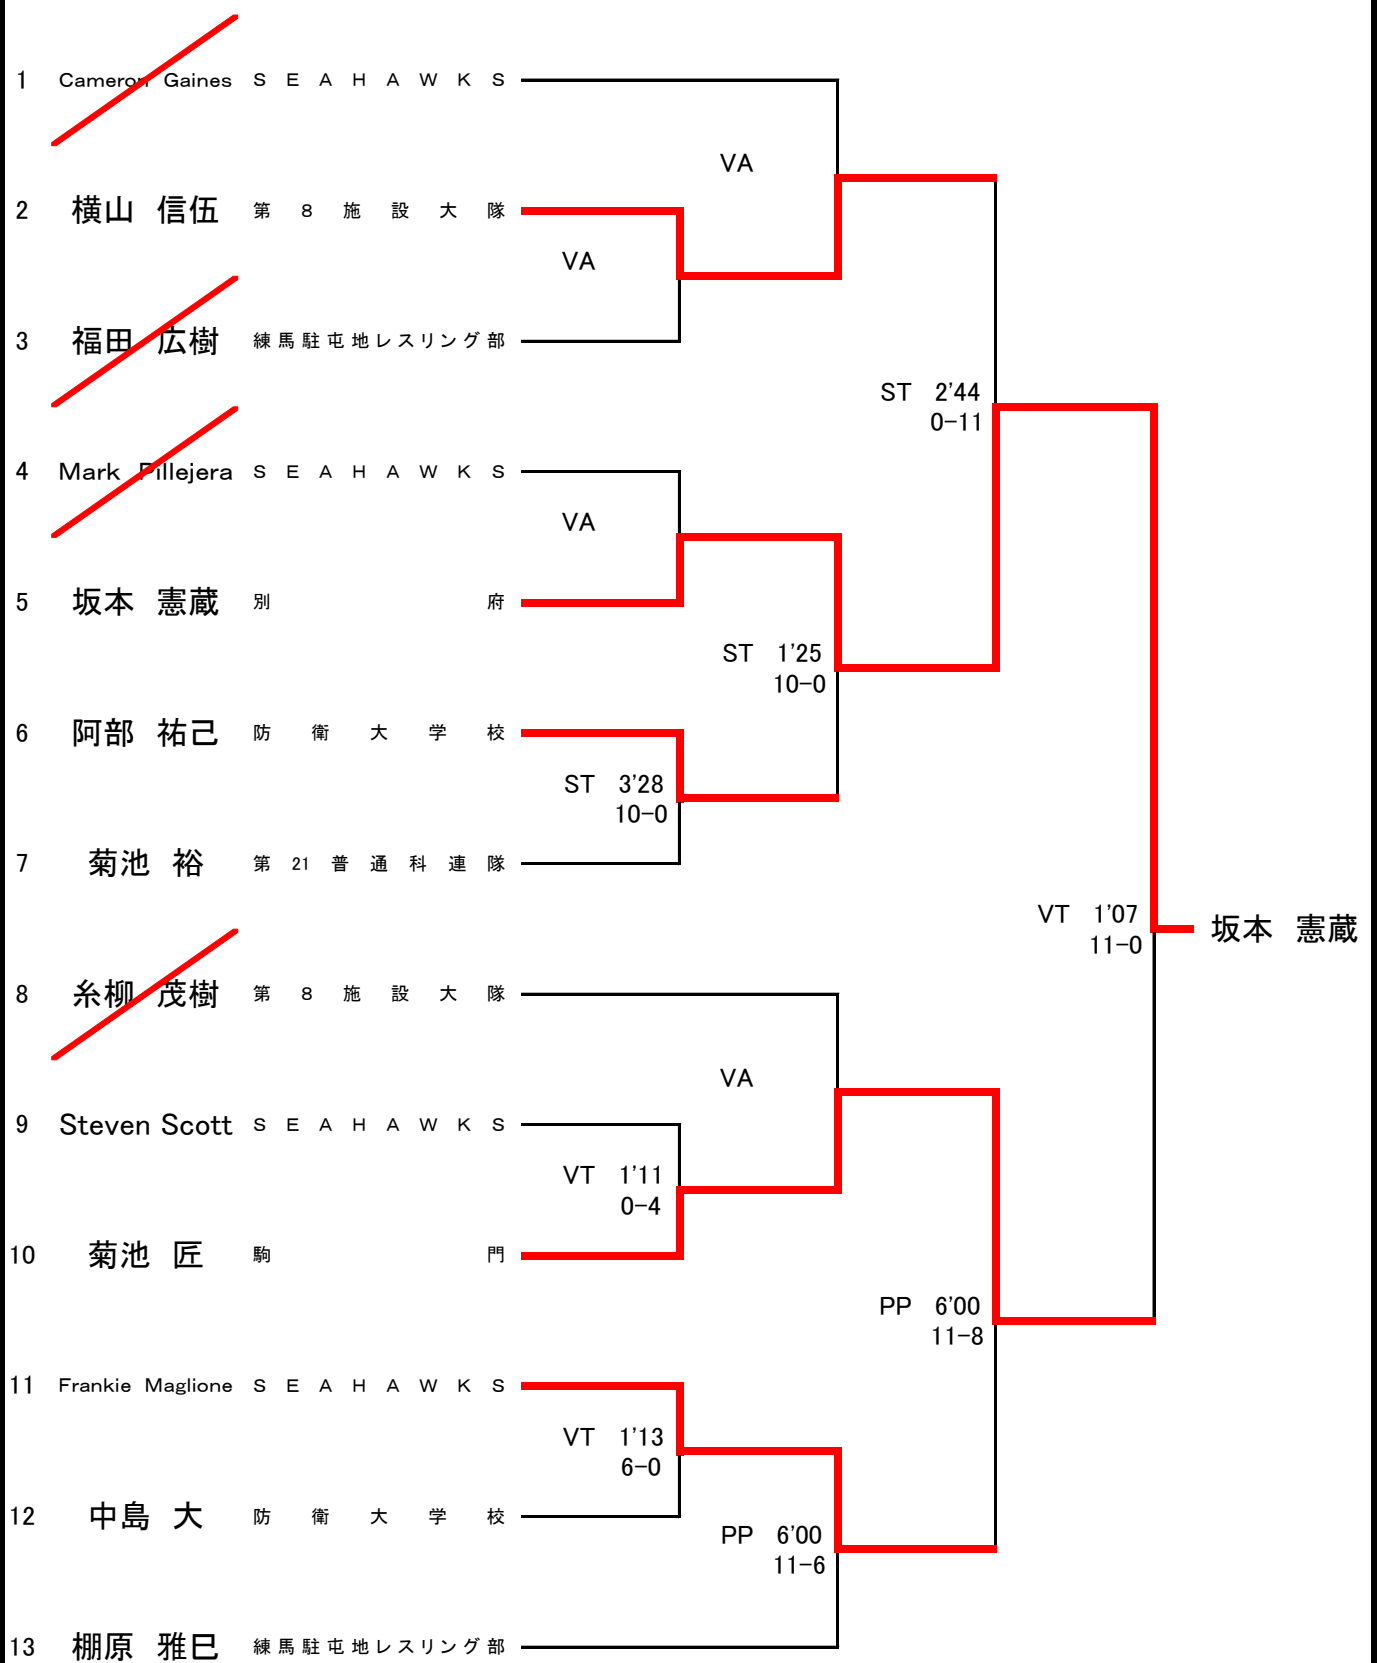 1 Cameron Gaines SEAHAWKS
VA
2 横山 信伍 第8施設大隊
VA
3 福田 広樹 練馬駐屯地レスリング部
ST 2'44
0-11
4 Mark Pillejera SEAHAWKS
VA
5 坂本 憲蔵 別府
ST 1'25
10-0
6 阿部 祐己 防衛大学校
ST 3'28
10-0
7 菊池 裕 第21普通科連隊
VT 1'07
11-0
坂本 憲蔵
8 糸柳 茂樹 第8施設大隊
VA
9 Steven Scott SEAHAWKS
VT 1'11
0-4
10 菊池 匠 駒門
PP 6'00
11-8
11 Frankie Maglione SEAHAWKS
VT 1'13
6-0
12 中島 大 防衛大学校
PP 6'00
11-6
13 棚原 雅巳 練馬駐屯地レスリング部